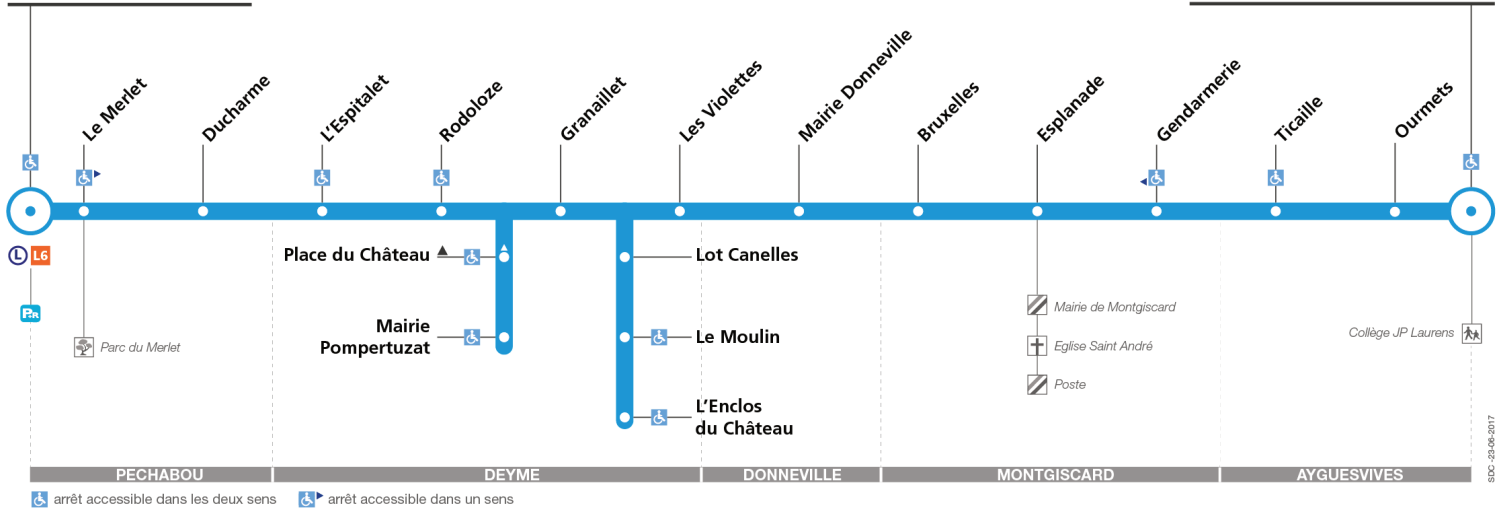 Le Merlet
Ducharme
L'Espitalet
Rodoloze
Granaillet
Les Violettes
Mairie Donneville
Bruxelles
Esplanade
Gendarmerie
Ticaille
Ourmets
L L6
P+R
Parc du Merlet
Place du Château
Mairie
Pompertuzat
Lot Canelles
Le Moulin
L'Enclos
du Château
Mairie de Montgiscard
Eglise Saint André
Poste
Collège JP Laurens
PECHABOU DEYME DONNEVILLE MONTGISCARD AYGUESVIVES
arrêt accessible dans les deux sens arrêt accessible dans un sens
SDC -23-06-2017